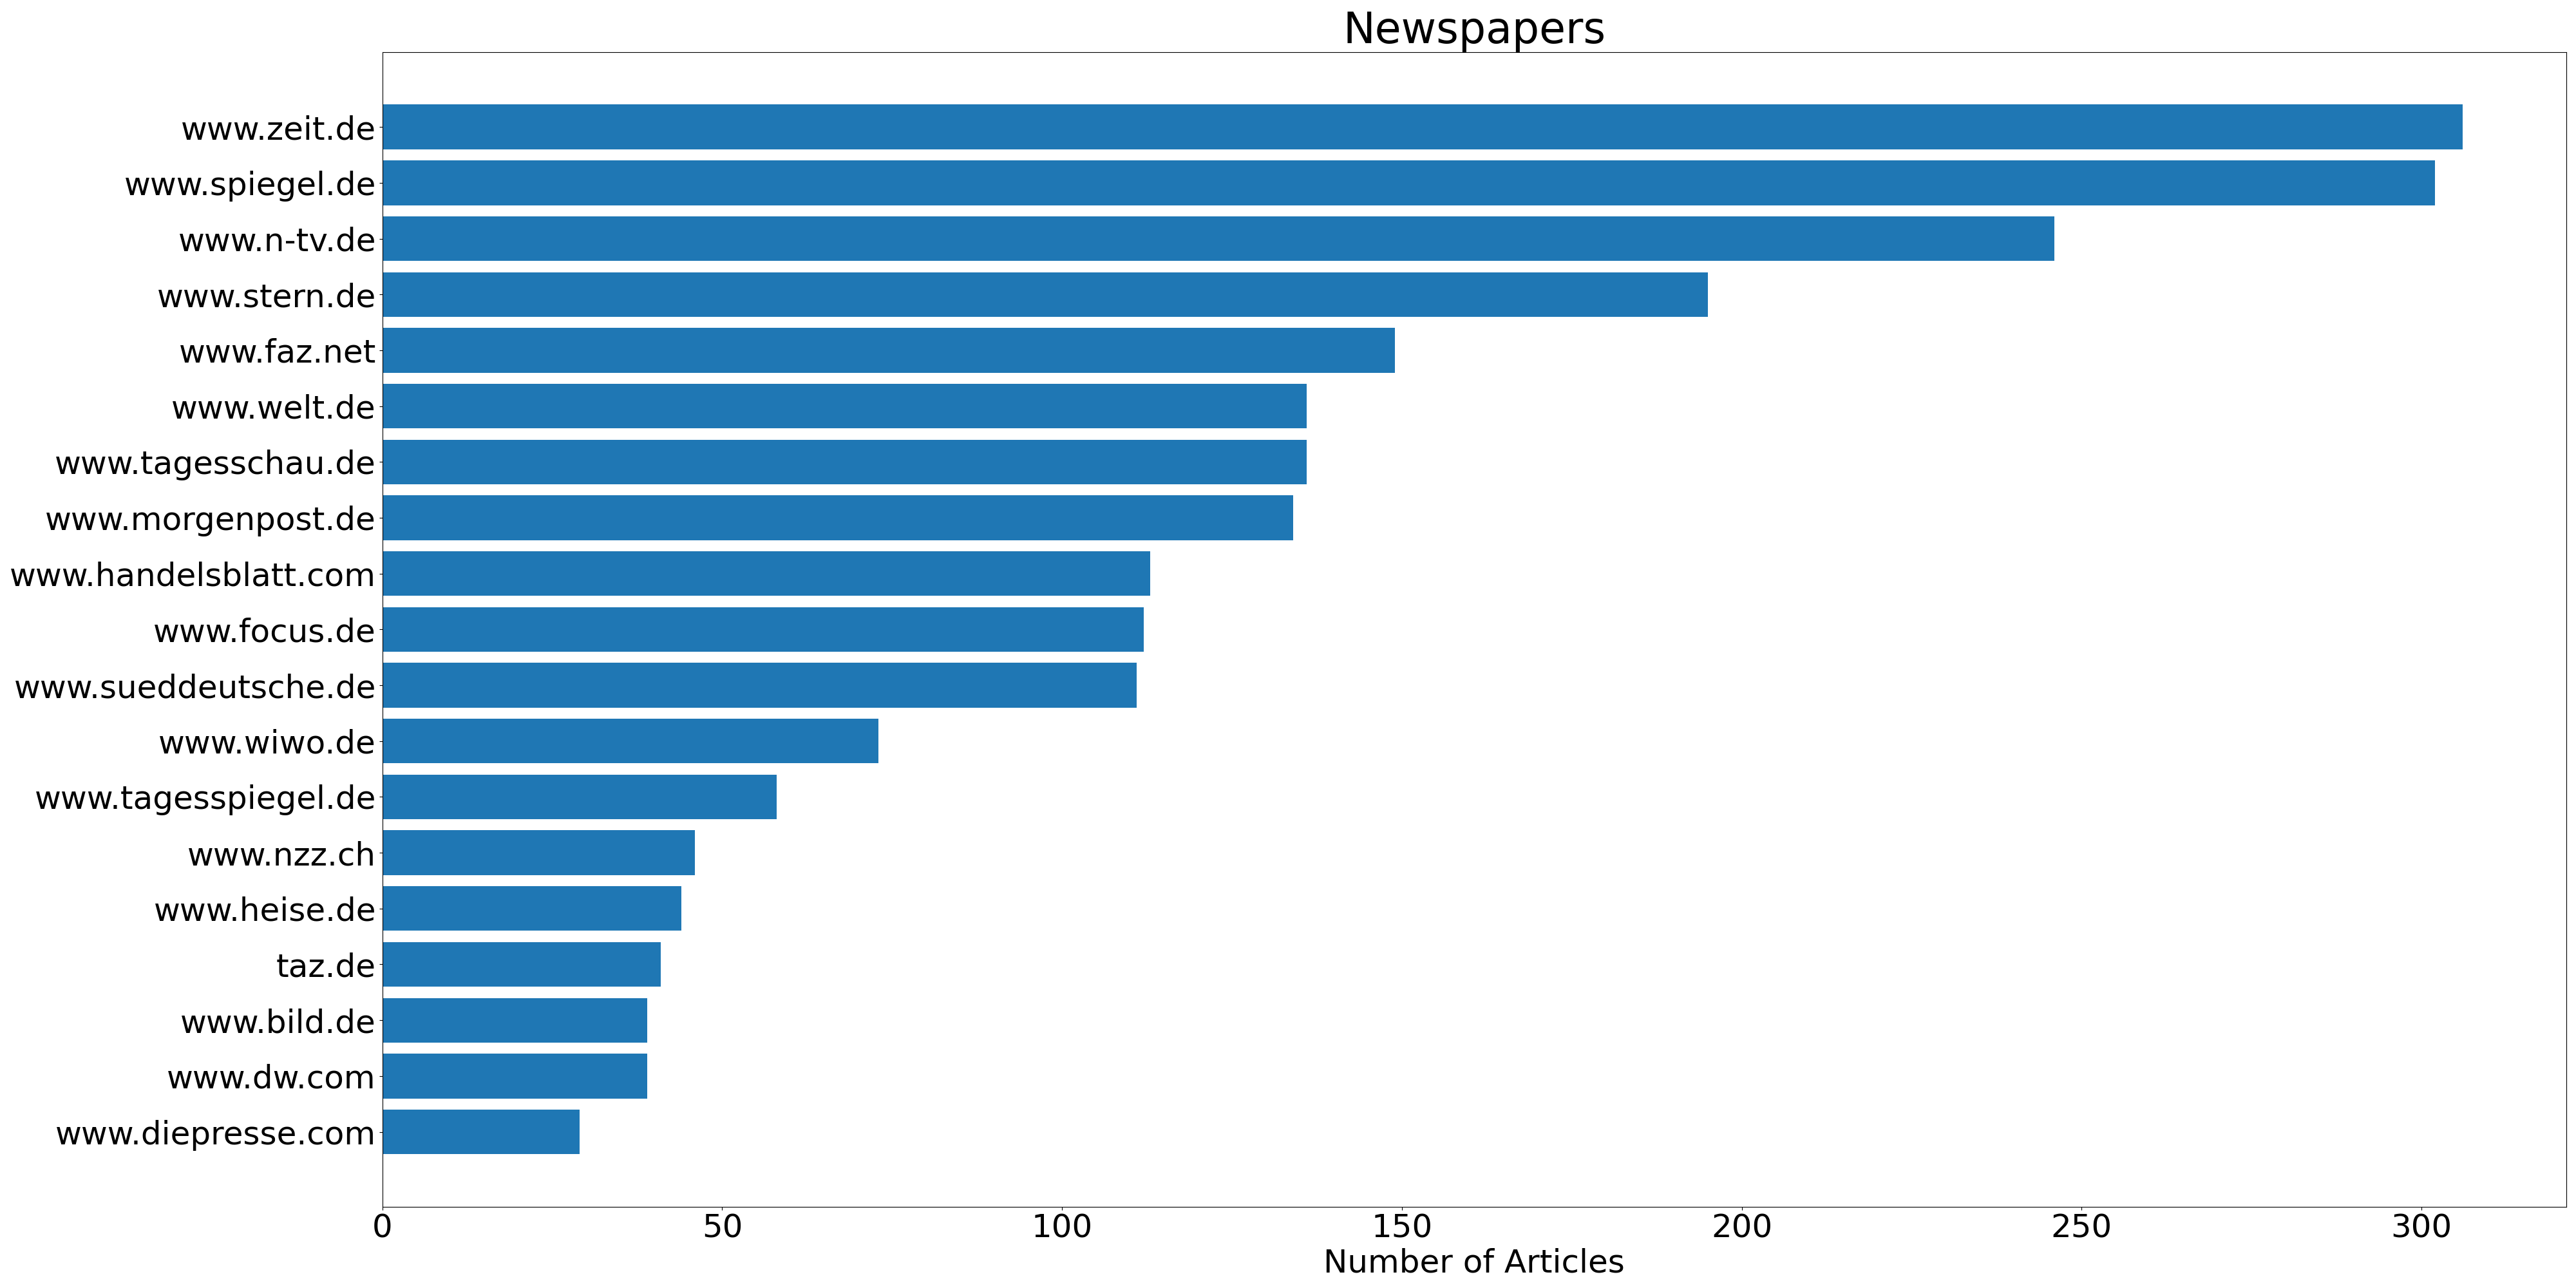 Newspapers
www.zeit.de
www.spiegel.de
www.n-tv.de
www.stern.de
www.faz.net
www.welt.de
www.tagesschau.de
www.morgenpost.de
www.handelsblatt.com
www.focus.de
www.sueddeutsche.de
www.wiwo.de
www.tagesspiegel.de
www.nzz.ch
www.heise.de
taz.de
www.bild.de
www.dw.com
www.diepresse.com
0 50 100 150 200 250 300
Number of Articles